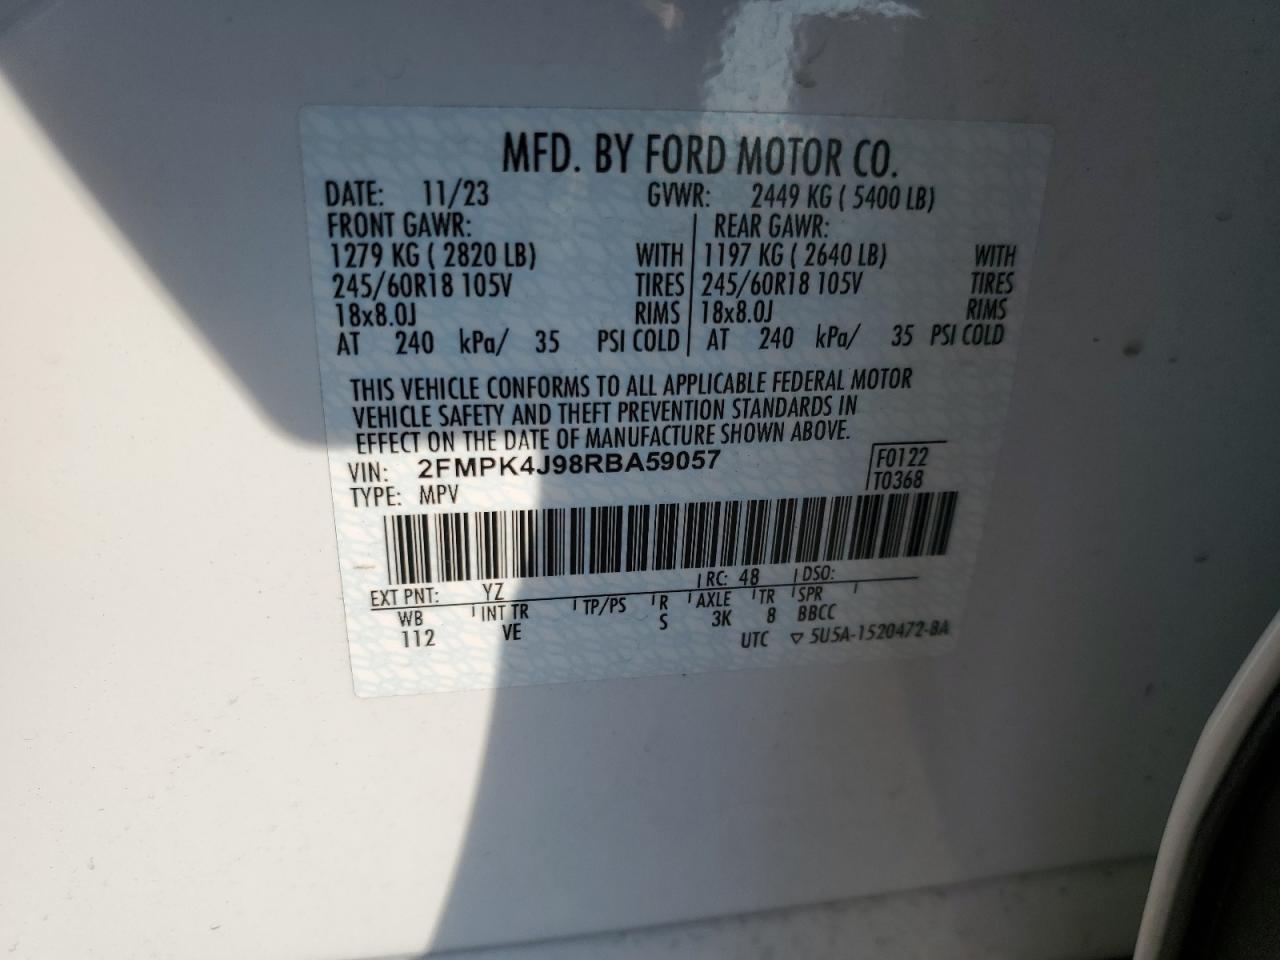 MFD. BY FORD MOTOR CO.
DATE: 11/23 GVWR: 2449 KG ( 5400 LB)
FRONT GAWR: REAR GAWR:
1279 KG ( 2820 LB) WITH 1197 KG ( 2640 LB) WITH
245/60R18 105V TIRES 245/60R18 105V TIRES
18x8.0J RIMS 18x8.0J RIMS
AT 240 kPa/ 35 PSI COLD AT 240 kPa/ 35 PSI COLD
THIS VEHICLE CONFORMS TO ALL APPLICABLE FEDERAL MOTOR
VEHICLE SAFETY AND THEFT PREVENTION STANDARDS IN
EFFECT ON THE DATE OF MANUFACTURE SHOWN ABOVE.
VIN: 2FMPK4J98RBA59057 F0122
TYPE: MPV T0368
EXT PNT: YZ RC: 48 DSO:
WB INT TR TP/PS R AXLE TR SPR
112 VE S 3K 8 BBCC
UTC ▽ 5U5A-1520472-8A